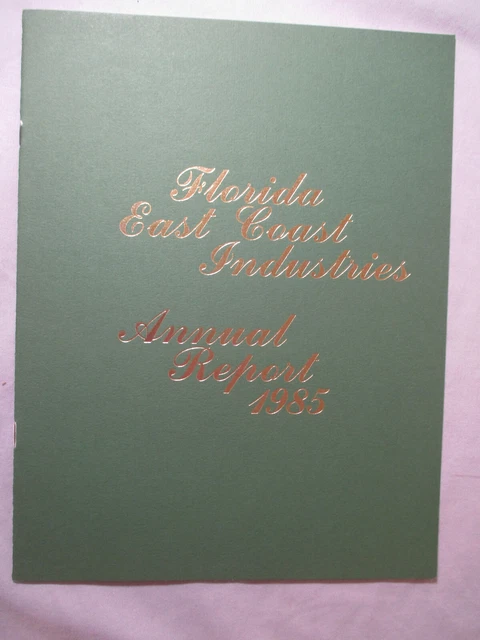 Florida
East Coast
Industries
Annual
Report
1985